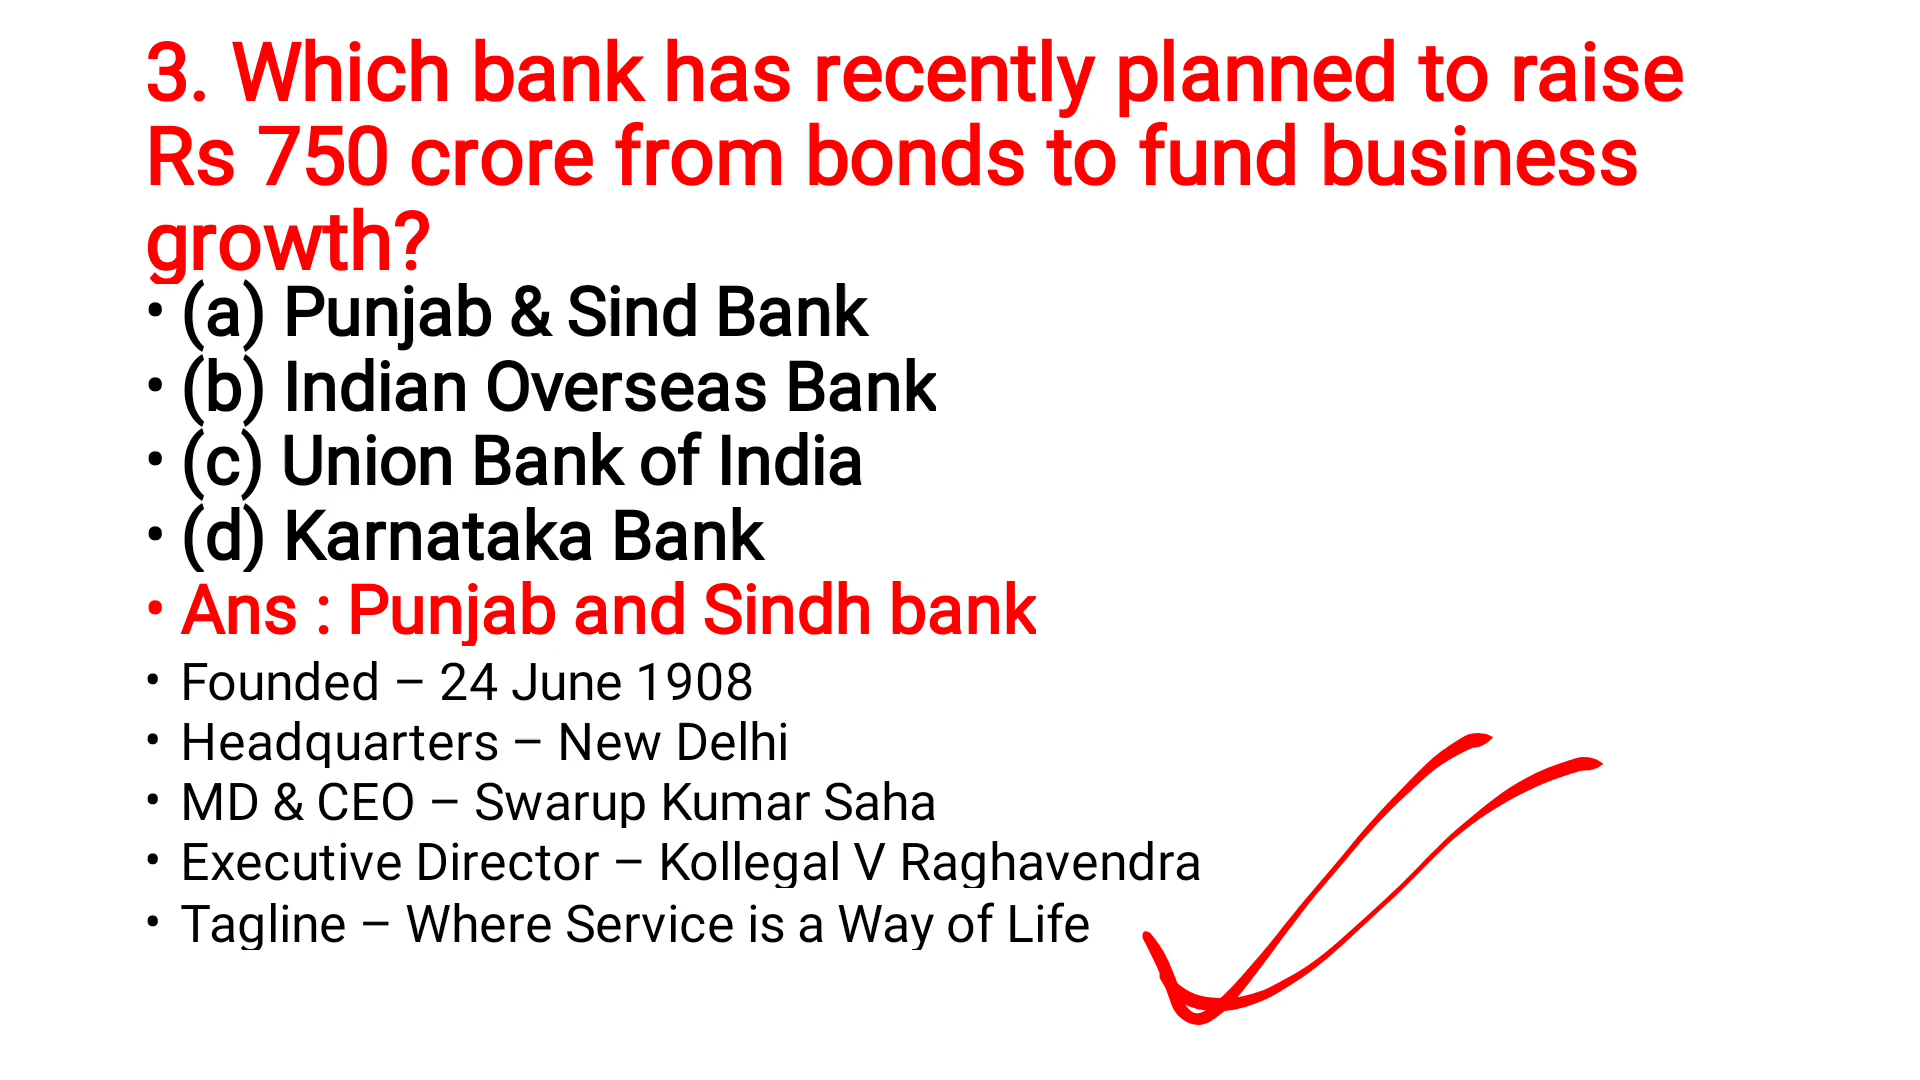 3. Which bank has recently planned to raise
Rs 750 crore from bonds to fund business
growth?
• (a) Punjab & Sind Bank
• (b) Indian Overseas Bank
• (c) Union Bank of India
• (d) Karnataka Bank
• Ans : Punjab and Sindh bank
• Founded – 24 June 1908
• Headquarters – New Delhi
• MD & CEO – Swarup Kumar Saha
• Executive Director – Kollegal V Raghavendra
• Tagline – Where Service is a Way of Life